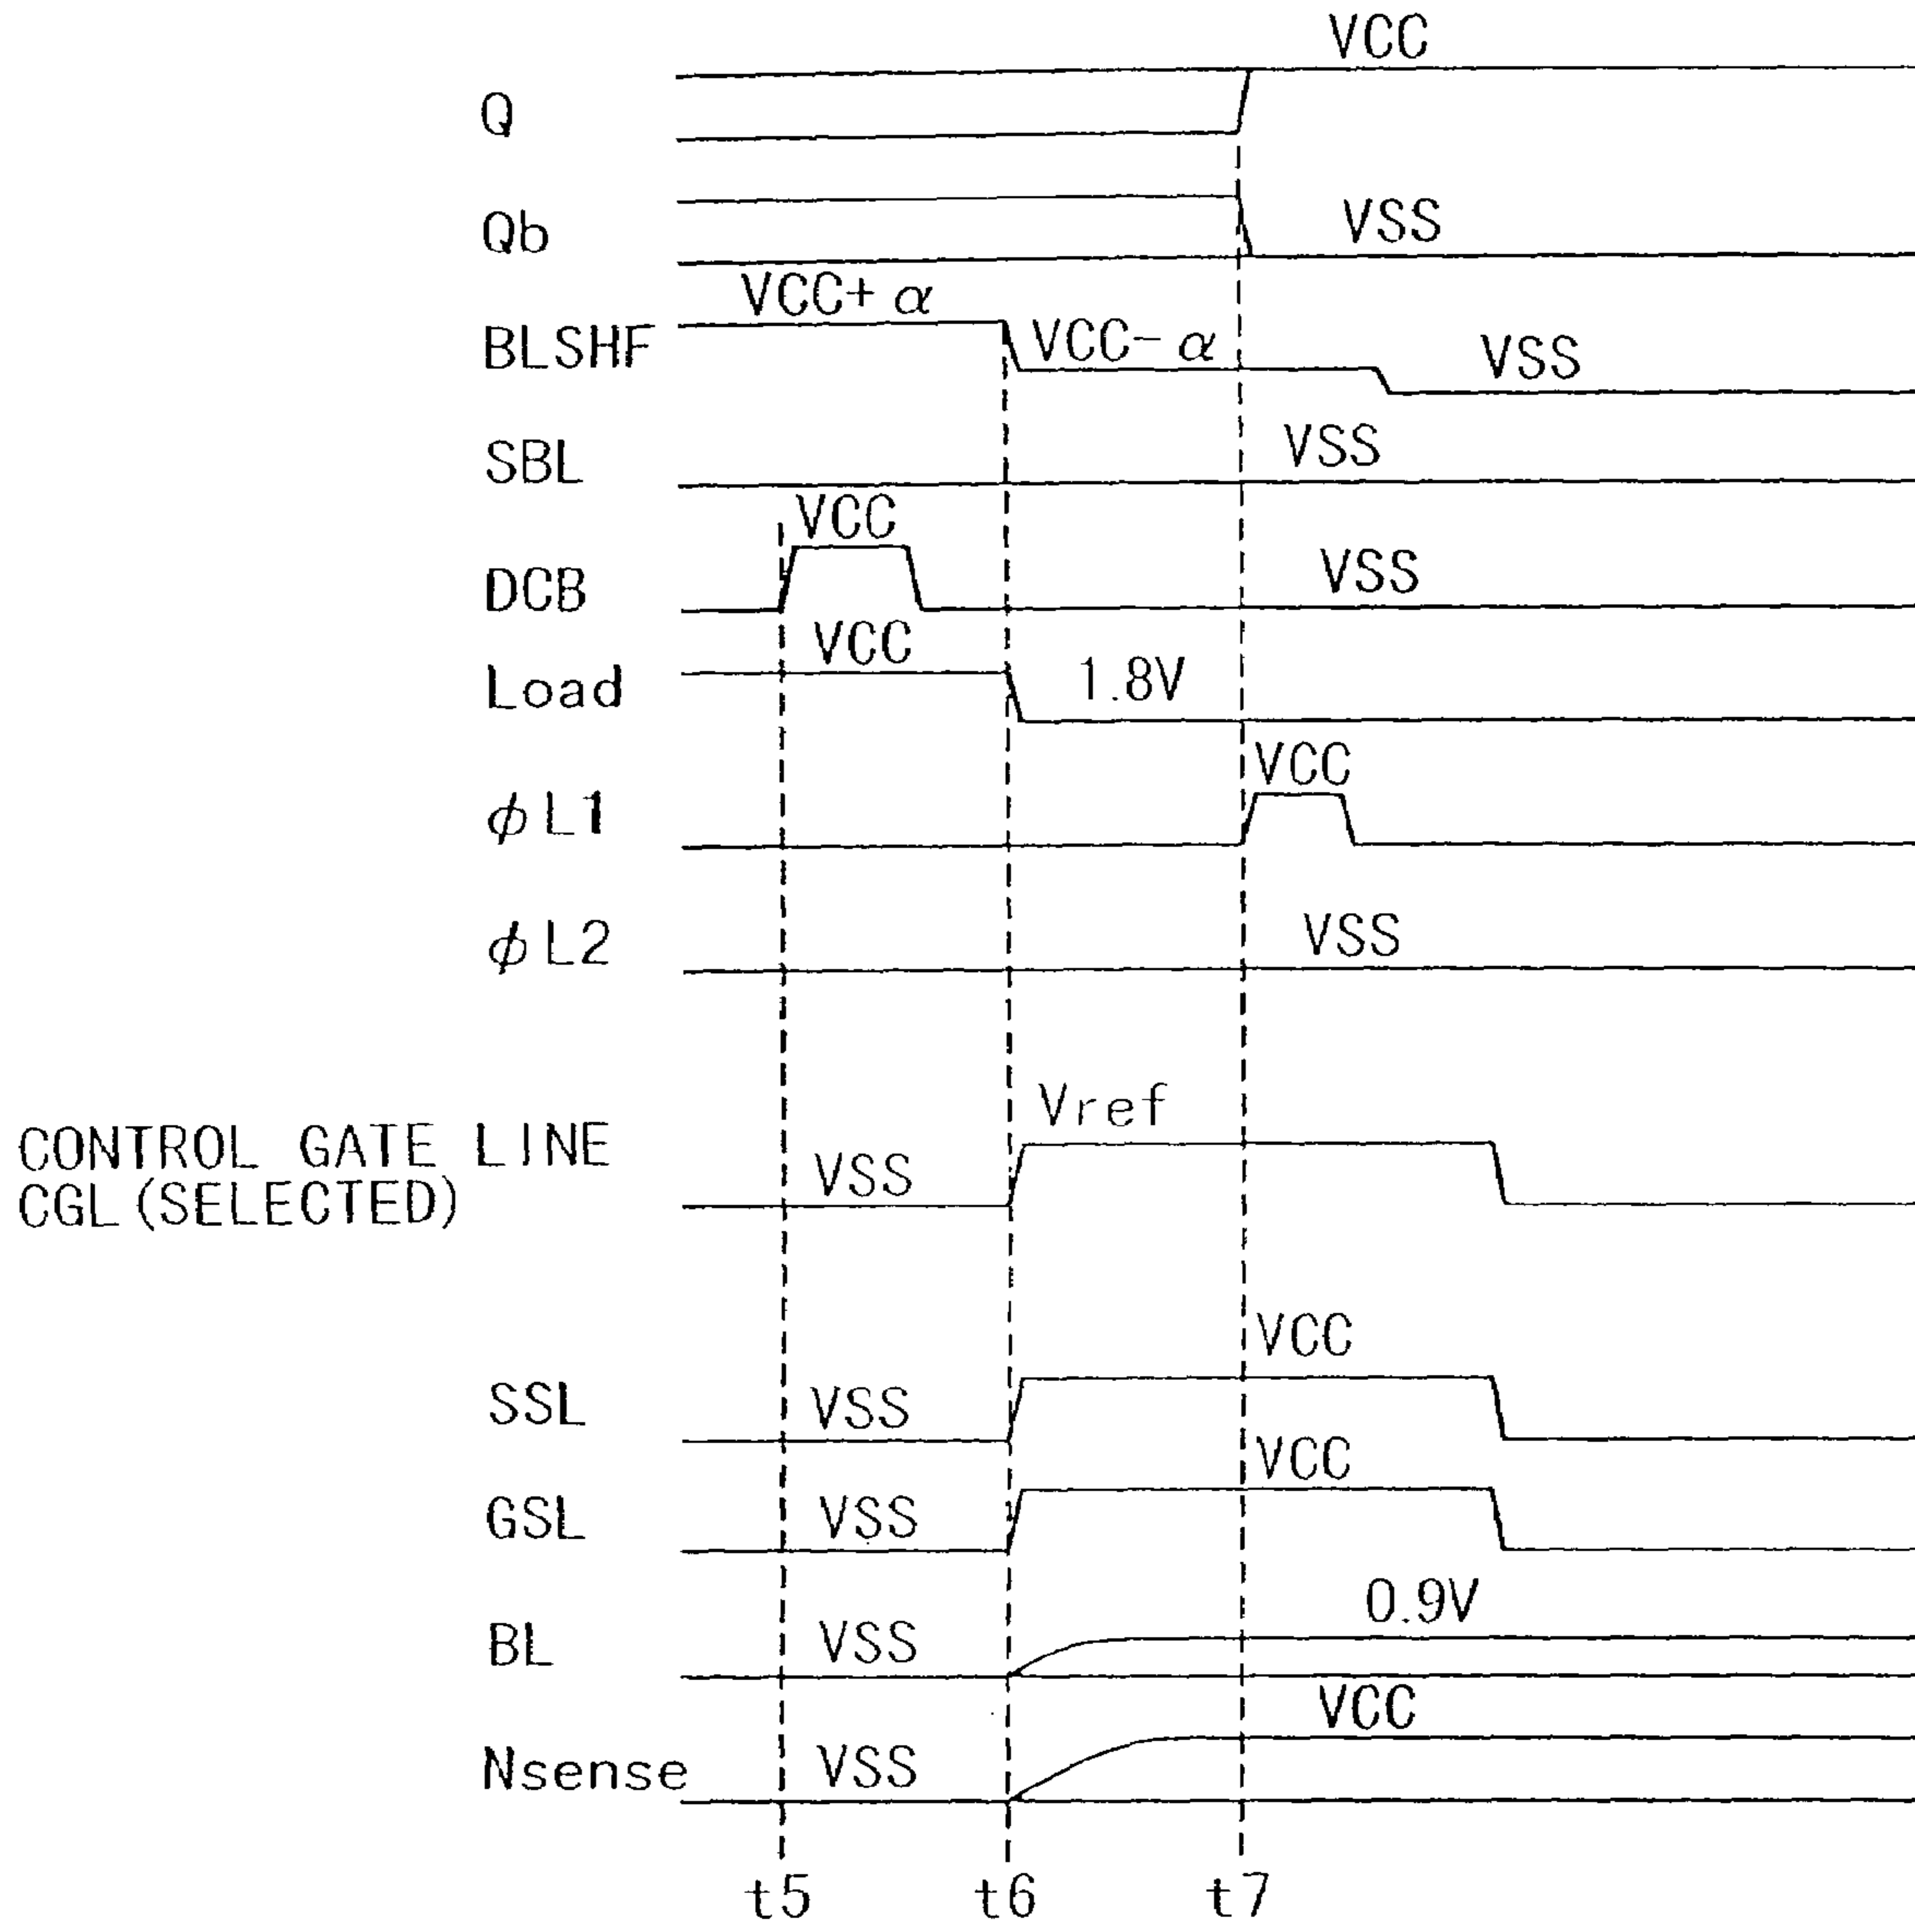 VCC
Q
Qb VSS
VCC+ α
BLSHF VCC- α VSS
SBL VSS
VCC
DCB VSS
VCC
Load 1.8V
VCC
φL1
φL2 VSS
Vref
CONTROL GATE LINE
CGL(SELECTED) VSS
VCC
SSL VSS
VCC
GSL VSS
0.9V
BL VSS
VCC
Nsense VSS
t5 t6 t7